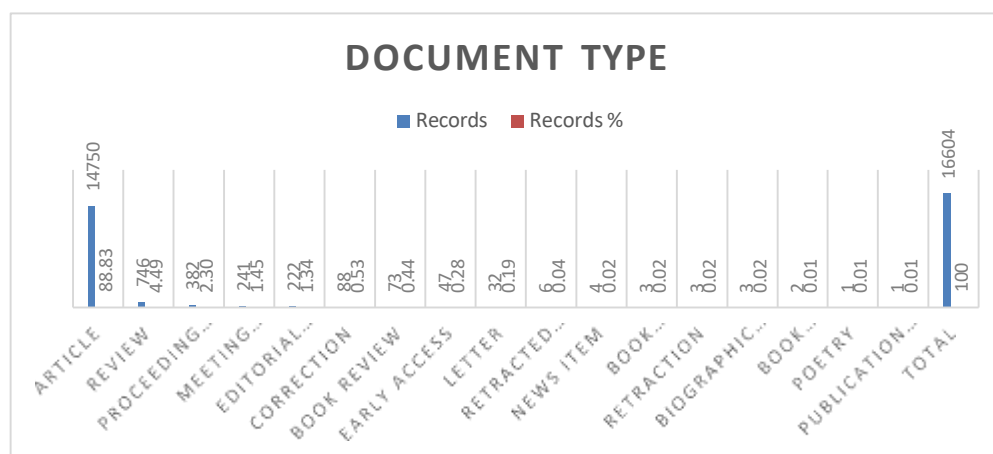 DOCUMENT TYPE
Records Records %
14750
88.83
746
4.49
382
2.30
241
1.45
222
1.34
88
0.53
73
0.44
47
0.28
32
0.19
6
0.04
4
0.02
3
0.02
3
0.02
3
0.02
2
0.01
1
0.01
1
0.01
16604
100
ARTICLE
REVIEW
PROCEEDING…
MEETING…
EDITORIAL…
CORRECTION
BOOK REVIEW
EARLY ACCESS
LETTER
RETRACTED…
NEWS ITEM
BOOK…
RETRACTION
BIOGRAPHIC…
BOOK…
POETRY
PUBLICATION…
TOTAL